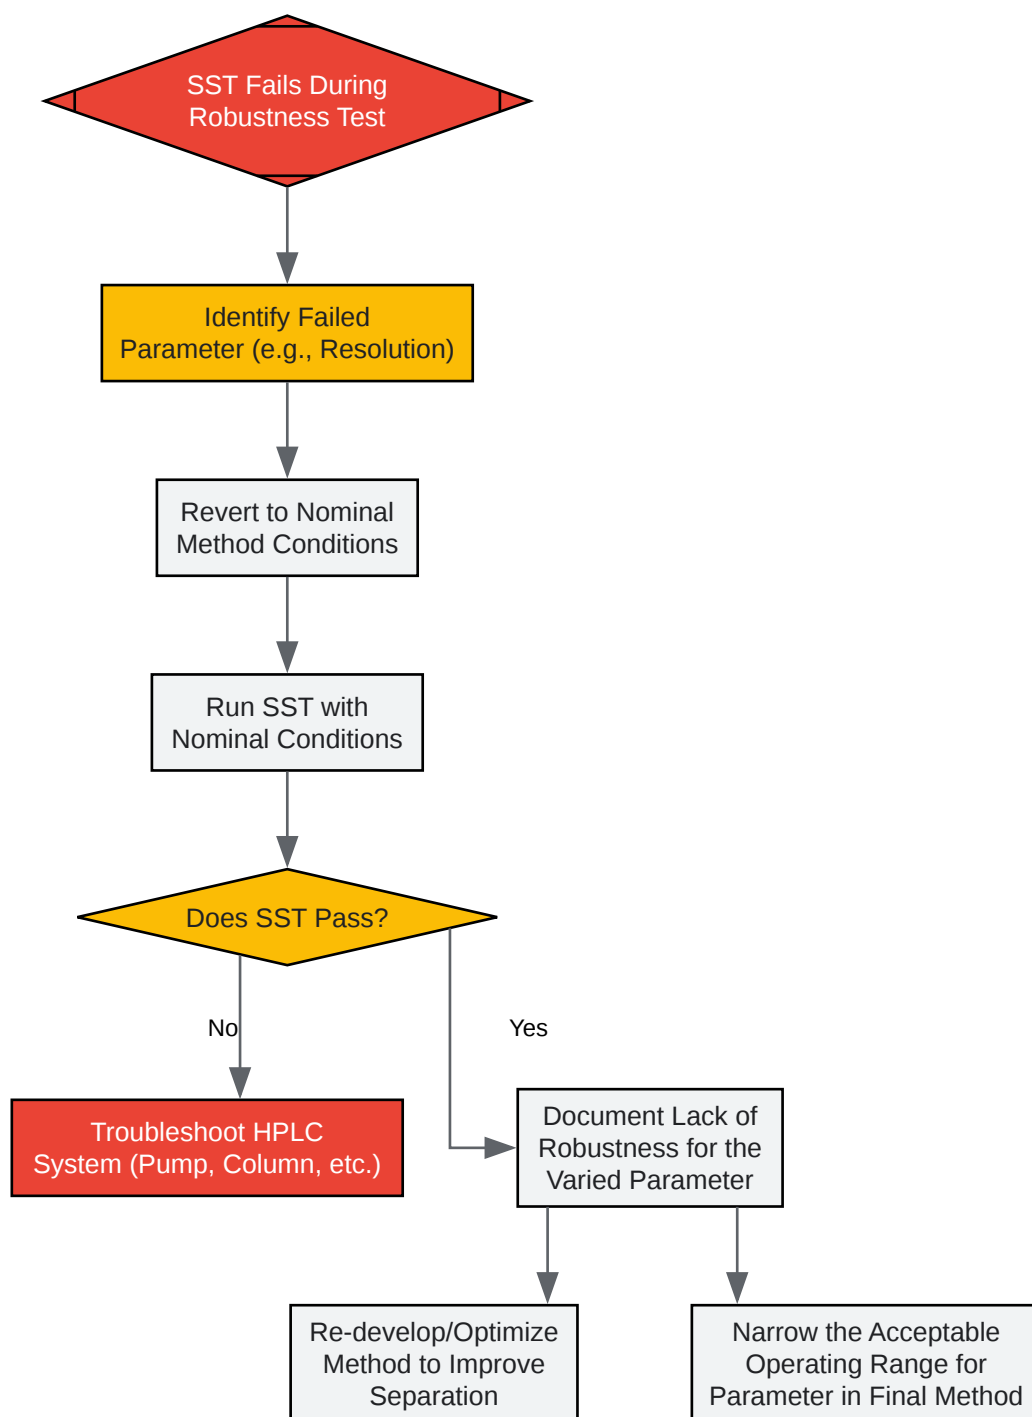 SST Fails During
Robustness Test
Identify Failed
Parameter (e.g., Resolution)
Revert to Nominal
Method Conditions
Run SST with
Nominal Conditions
Does SST Pass?
No
Yes
Troubleshoot HPLC
System (Pump, Column, etc.)
Document Lack of
Robustness for the
Varied Parameter
Re-develop/Optimize
Method to Improve
Separation
Narrow the Acceptable
Operating Range for
Parameter in Final Method